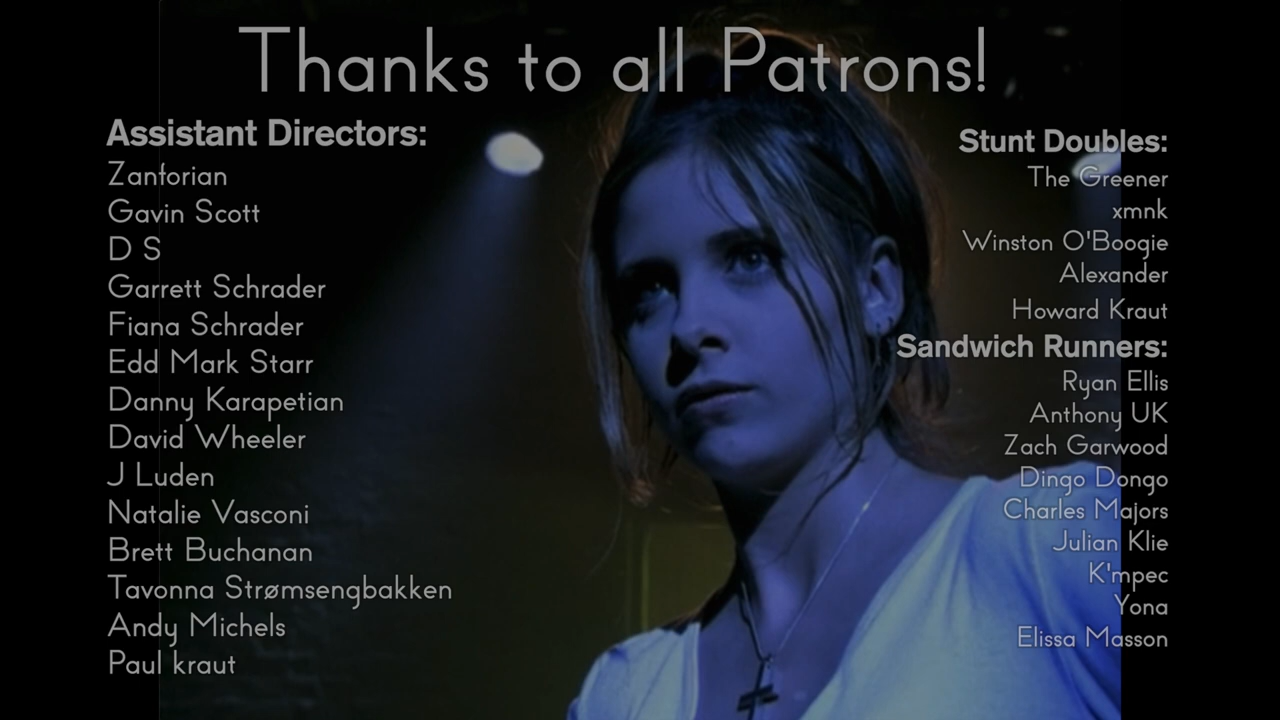 Thanks to all Patrons!
Assistant Directors:
Zanforian
Gavin Scott
D S
Garrett Schrader
Fiana Schrader
Edd Mark Starr
Danny Karapetian
David Wheeler
J Luden
Natalie Vasconi
Brett Buchanan
Tavonna Strømsengbakken
Andy Michels
Paul kraut
Stunt Doubles:
The Greener
xmnk
Winston O'Boogie
Alexander
Howard Kraut
Sandwich Runners:
Ryan Ellis
Anthony UK
Zach Garwood
Dingo Dongo
Charles Majors
Julian Klie
K'mpec
Yona
Elissa Masson